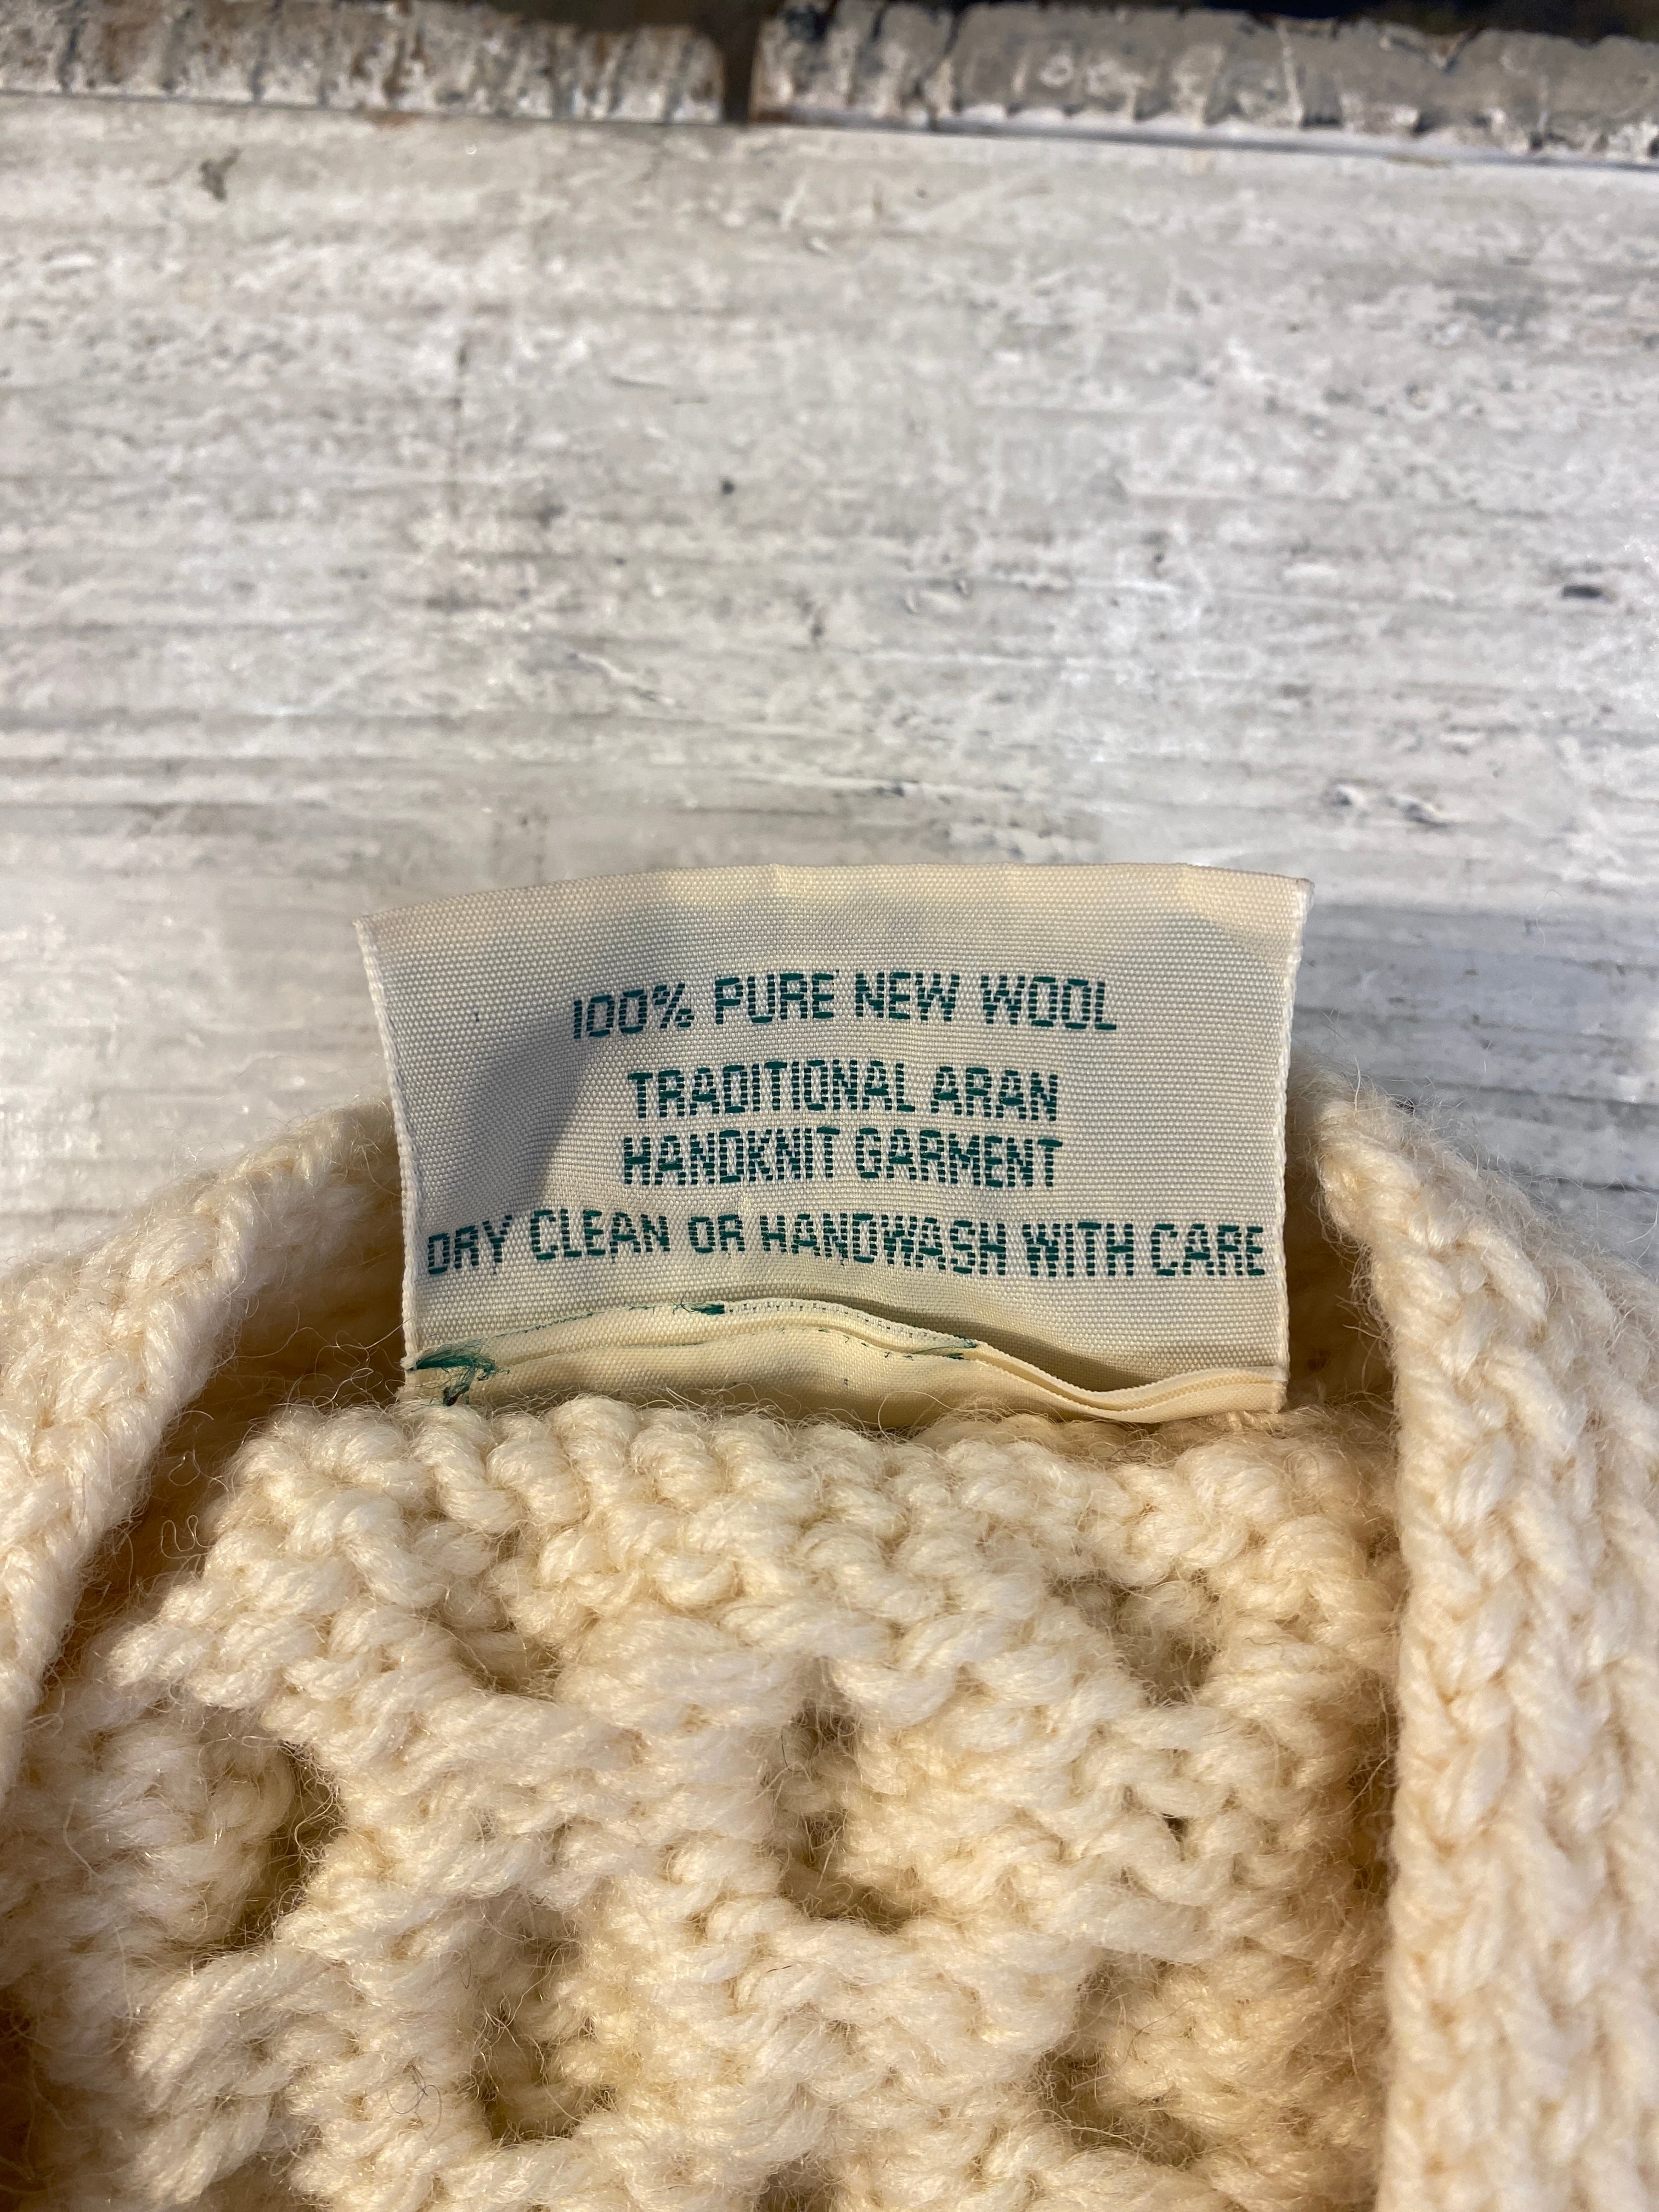 100% PURE NEW WOOL
TRADITIONAL ARAN
HANDKNIT GARMENT
DRY CLEAN OR HANDWASH WITH CARE